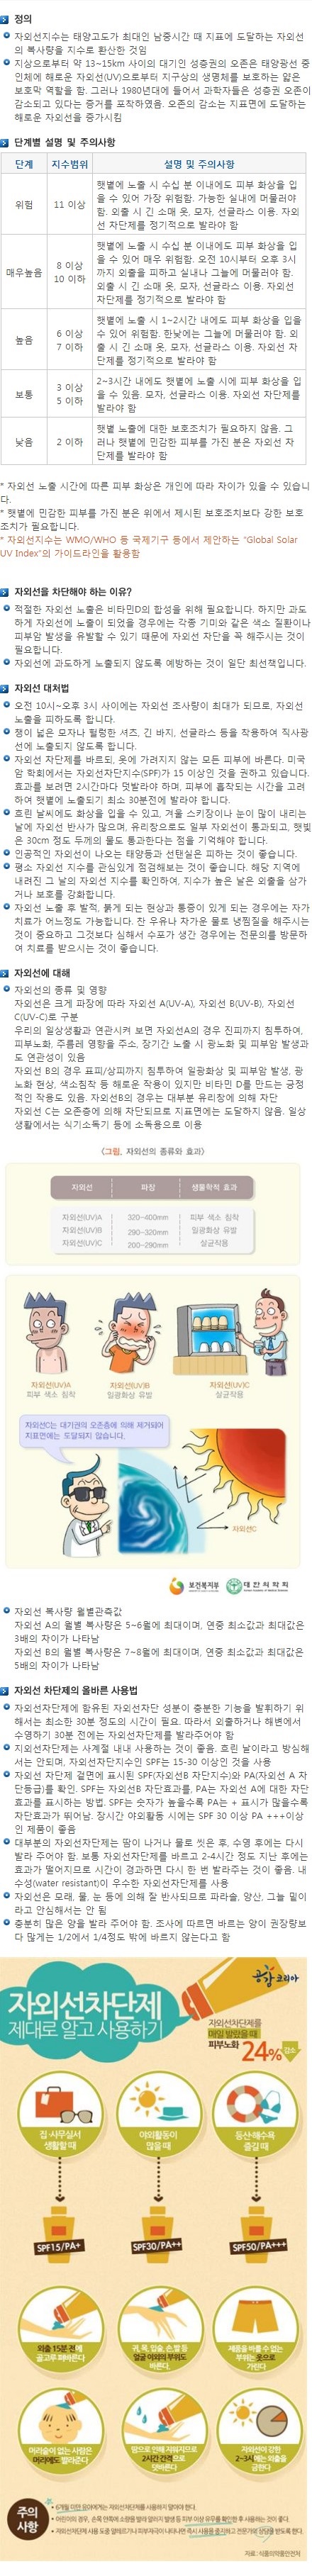 정의
자외선지수는 태양고도가 최대인 남중시간 때 지표에 도달하는 자외선
의 복사량을 지수로 환산한 것임
지상으로부터 약 13~15km 사이의 대기인 성층권의 오존은 태양광선 중
인체에 해로운 자외선(UV)으로부터 지구상의 생명체를 보호하는 얇은
보호막 역할을 함. 그러나 1980년대에 들어서 과학자들은 성층권 오존이
감소되고 있다는 증거를 포착하였음. 오존의 감소는 지표면에 도달하는
해로운 자외선을 증가시킴
단계별 설명 및 주의사항
단계 지수범위 설명 및 주의사항
위험 11 이상
햇볕에 노출 시 수십 분 이내에도 피부 화상을 입
을 수 있어 가장 위험함. 가능한 실내에 머물러야
함. 외출 시 긴 소매 옷, 모자, 선글라스 이용. 자외
선 차단제를 정기적으로 발라야 함
매우높음 8 이상
10 이하
햇볕에 노출 시 수십 분 이내에도 피부 화상을 입
을 수 있어 매우 위험함. 오전 10시부터 오후 3시
까지 외출을 피하고 실내나 그늘에 머물러야 함.
외출 시 긴 소매 옷, 모자, 선글라스 이용. 자외선
차단제를 정기적으로 발라야 함
높음 6 이상
7 이하
햇볕에 노출 시 1~2시간 내에도 피부 화상을 입을
수 있어 위험함. 한낮에는 그늘에 머물러야 함. 외
출 시 긴 소매 옷, 모자, 선글라스 이용. 자외선 차
단제를 정기적으로 발라야 함
보통 3 이상
5 이하
2~3시간 내에도 햇볕에 노출 시에 피부 화상을 입
을 수 있음. 모자, 선글라스 이용. 자외선 차단제를
발라야 함
낮음 2 이하
햇볕 노출에 대한 보호조치가 필요하지 않음. 그
러나 햇볕에 민감한 피부를 가진 분은 자외선 차
단제를 발라야 함
* 자외선 노출 시간에 따른 피부 화상은 개인에 따라 차이가 있을 수 있습니
다.
* 햇볕에 민감한 피부를 가진 분은 위에서 제시된 보호조치보다 강한 보호
조치가 필요합니다.
* 자외선지수는 WMO/WHO 등 국제기구 등에서 제안하는 "Global Solar
UV Index"의 가이드라인을 활용함
자외선을 차단해야 하는 이유?
적절한 자외선 노출은 비타민D의 합성을 위해 필요합니다. 하지만 과도
하게 자외선에 노출이 되었을 경우에는 각종 기미와 같은 색소 질환이나
피부암 발생을 유발할 수 있기 때문에 자외선 차단을 꼭 해주시는 것이
필요합니다.
자외선에 과도하게 노출되지 않도록 예방하는 것이 일단 최선책입니다.
자외선 대처법
오전 10시~오후 3시 사이에는 자외선 조사량이 최대가 되므로, 자외선
노출을 피하도록 합니다.
챙이 넓은 모자나 헐렁한 셔츠, 긴 바지, 선글라스 등을 착용하여 직사광
선에 노출되지 않도록 합니다.
자외선 차단제를 바르되, 옷에 가려지지 않는 모든 피부에 바른다. 미국
암 학회에서는 자외선차단지수(SPF)가 15 이상인 것을 권하고 있습니다.
효과를 보려면 2시간마다 덧발라야 하며, 피부에 흡착되는 시간을 고려
하여 햇볕에 노출되기 최소 30분전에 발라야 합니다.
흐린 날씨에도 화상을 입을 수 있고, 겨울 스키장이나 눈이 많이 내리는
날에 자외선 반사가 많으며, 유리창으로도 일부 자외선이 통과되고, 햇빛
은 30cm 정도 두께의 물도 통과한다는 점을 기억해야 합니다.
인공적인 자외선이 나오는 태양등과 선탠실은 피하는 것이 좋습니다.
평소 자외선 지수를 관심있게 점검해보는 것이 좋습니다. 해당 지역에
내려진 그 날의 자외선 지수를 확인하여, 지수가 높은 날은 외출을 삼가
거나 보호를 강화합니다.
자외선 노출 후 발적, 붉게 되는 현상과 통증이 있게 되는 경우에는 자가
치료가 어느정도 가능합니다. 찬 우유나 차가운 물로 냉찜질을 해주시는
것이 중요하고 그것보다 심해서 수포가 생긴 경우에는 전문의를 방문하
여 치료를 받으시는 것이 좋습니다.
자외선에 대해
자외선의 종류 및 영향
자외선은 크게 파장에 따라 자외선 A(UV-A), 자외선 B(UV-B), 자외선
C(UV-C)로 구분
우리의 일상생활과 연관시켜 보면 자외선A의 경우 진피까지 침투하여,
피부노화, 주름에 영향을 주소, 장기간 노출 시 광노화 및 피부암 발생과
도 연관성이 있음
자외선 B의 경우 표피/상피까지 침투하여 일광화상 및 피부암 발생, 광
노화 현상, 색소침착 등 해로운 작용이 있지만 비타민 D를 만드는 긍정
적인 작용도 있음. 자외선B의 경우는 대부분 유리창에 의해 차단
자외선 C는 오존층에 의해 차단되므로 지표면에는 도달하지 않음. 일상
생활에서는 식기소독기 등에 소독용으로 이용
〈그림. 자외선의 종류와 효과〉
자외선 파장 생물학적 효과
자외선(UV)A 320~400mm 피부 색소 침착
자외선(UV)B 290~320mm 일광화상 유발
자외선(UV)C 200~290mm 살균작용
자외선(UV)A
피부 색소 침착
자외선(UV)B
일광화상 유발
자외선(UV)C
살균작용
자외선C는 대기권의 오존층에 의해 제거되어
지표면에는 도달되지 않습니다.
자외선C
보건복지부 대한의학회
자외선 복사량 월별관측값
자외선 A의 월별 복사량은 5~6월에 최대이며, 연중 최소값과 최대값은
3배의 차이가 나타남
자외선 B의 월별 복사량은 7~8월에 최대이며, 연중 최소값과 최대값은
5배의 차이가 나타남
자외선 차단제의 올바른 사용법
자외선차단제에 함유된 자외선차단 성분이 충분한 기능을 발휘하기 위
해서는 최소한 30분 정도의 시간이 필요. 따라서 외출하거나 해변에서
수영하기 30분 전에는 자외선차단제를 발라주어야 함
지외선차단제는 사계절 내내 사용하는 것이 좋음. 흐린 날이라고 방심해
서는 안되며, 자외선차단지수인 SPF는 15-30 이상인 것을 사용
자외선 차단제 겉면에 표시된 SPF(자외선B 차단지수)와 PA(자외선 A 차
단등급)를 확인. SPF는 자외선B 차단효과를, PA는 자외선 A에 대한 차단
효과를 표시하는 방법. SPF는 숫자가 높을수록 PA는 + 표시가 많을수록
차단효과가 뛰어남. 장시간 야외활동 시에는 SPF 30 이상 PA +++이상
인 제품이 좋음
대부분의 자외선차단제는 땀이 나거나 물로 씻은 후, 수영 후에는 다시
발라 주어야 함. 보통 자외선차단제를 바르고 2-4시간 정도 지난 후에는
효과가 떨어지므로 시간이 경과하면 다시 한 번 발라주는 것이 좋음. 내
수성(water resistant)이 우수한 자외선차단제를 사용
자외선은 모래, 물, 눈 등에 의해 잘 반사되므로 파라솔, 양산, 그늘 밑이
라고 안심해서는 안 됨
충분히 많은 양을 발라 주어야 함. 조사에 따르면 바르는 양이 권장량보
다 많게는 1/2에서 1/4정도 밖에 바르지 않는다고 함
공감코리아
자외선차단제
제대로 알고 사용하기
자외선차단제를
매일 발랐을 때
피부노화 24% 감소
집·사무실서
생활할 때
야외활동이
많을 때
등산·해수욕
즐길 때
SPF15/PA+
SPF30/PA++
SPF50/PA+++
외출 15분 전에
골고루 펴바른다
귀, 목, 입술, 손, 발 등
얼굴 이외의 부위도
바른다.
제품을 바를 수 없는
부위는 옷으로
가린다
머리숱이 없는 사람은
머리에도 발라준다
땀으로 인해 지워지므로
2시간 간격으로
덧바른다
자외선이 강한
2~3시에는 외출을
금한다
주의
사항
6개월 미만 유아에게는 자외선차단제를 사용하지 말아야 한다.
어린이의 경우, 손목 안쪽에 소량을 발라 알러지 발생 등 피부 이상 유무를 확인한 후 사용하는 것이 좋다.
자외선차단제 사용 도중 알레르기나 피부자극이 나타나면 즉시 사용을 중지하고 전문가의 상담을 받도록 한다.
자료 : 식품의약품안전처